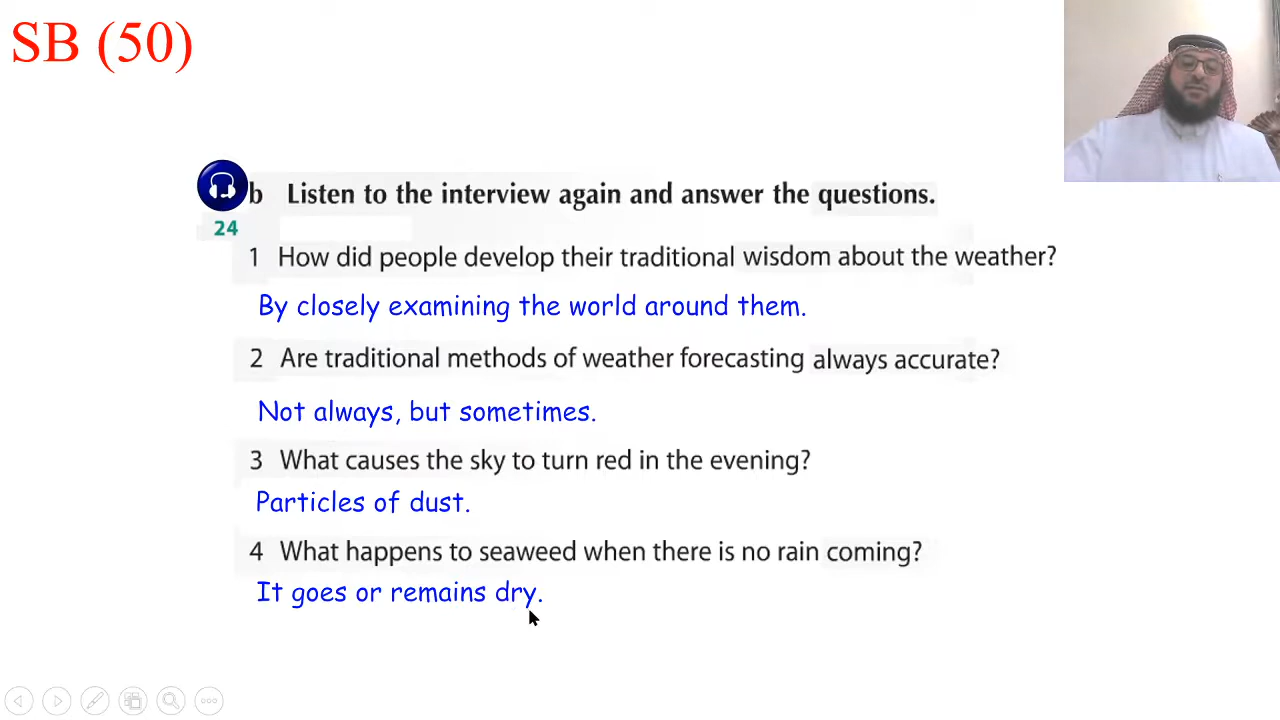 SB (50)
b Listen to the interview again and answer the questions.
24
1 How did people develop their traditional wisdom about the weather?
By closely examining the world around them.
2 Are traditional methods of weather forecasting always accurate?
Not always, but sometimes.
3 What causes the sky to turn red in the evening?
Particles of dust.
4 What happens to seaweed when there is no rain coming?
It goes or remains dry.